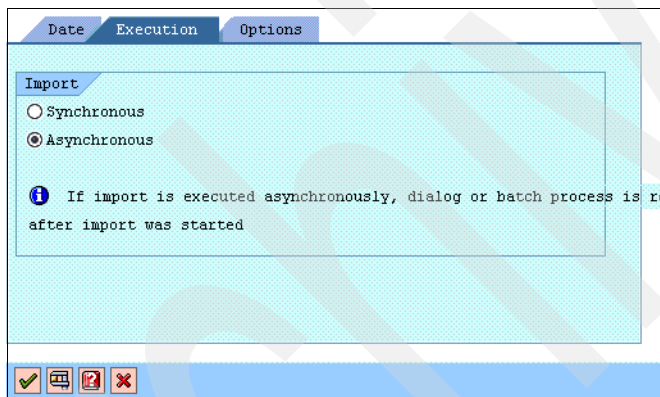 Date Execution Options
Import
Synchronous
Asynchronous
If import is executed asynchronously, dialog or batch process is
after import was started